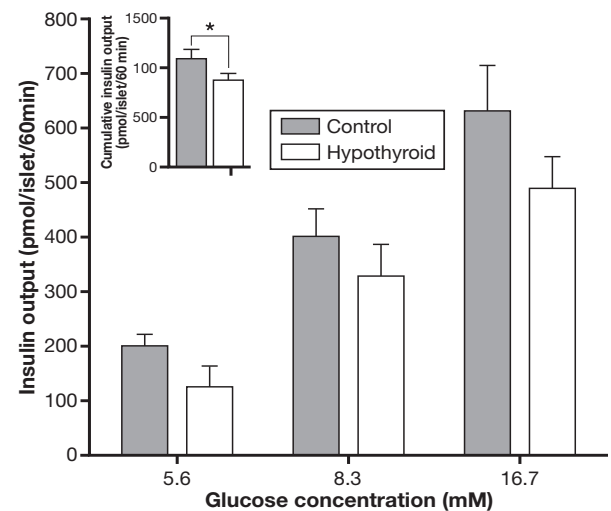 800
700
600
500
400
300
200
100
0
Insulin output (pmol/islet/60min)
1500
100
500
0
Cumulative insulin output
(pmol/islet/60 min)
*
Control
Hypothyroid
5.6
8.3
16.7
Glucose concentration (mM)